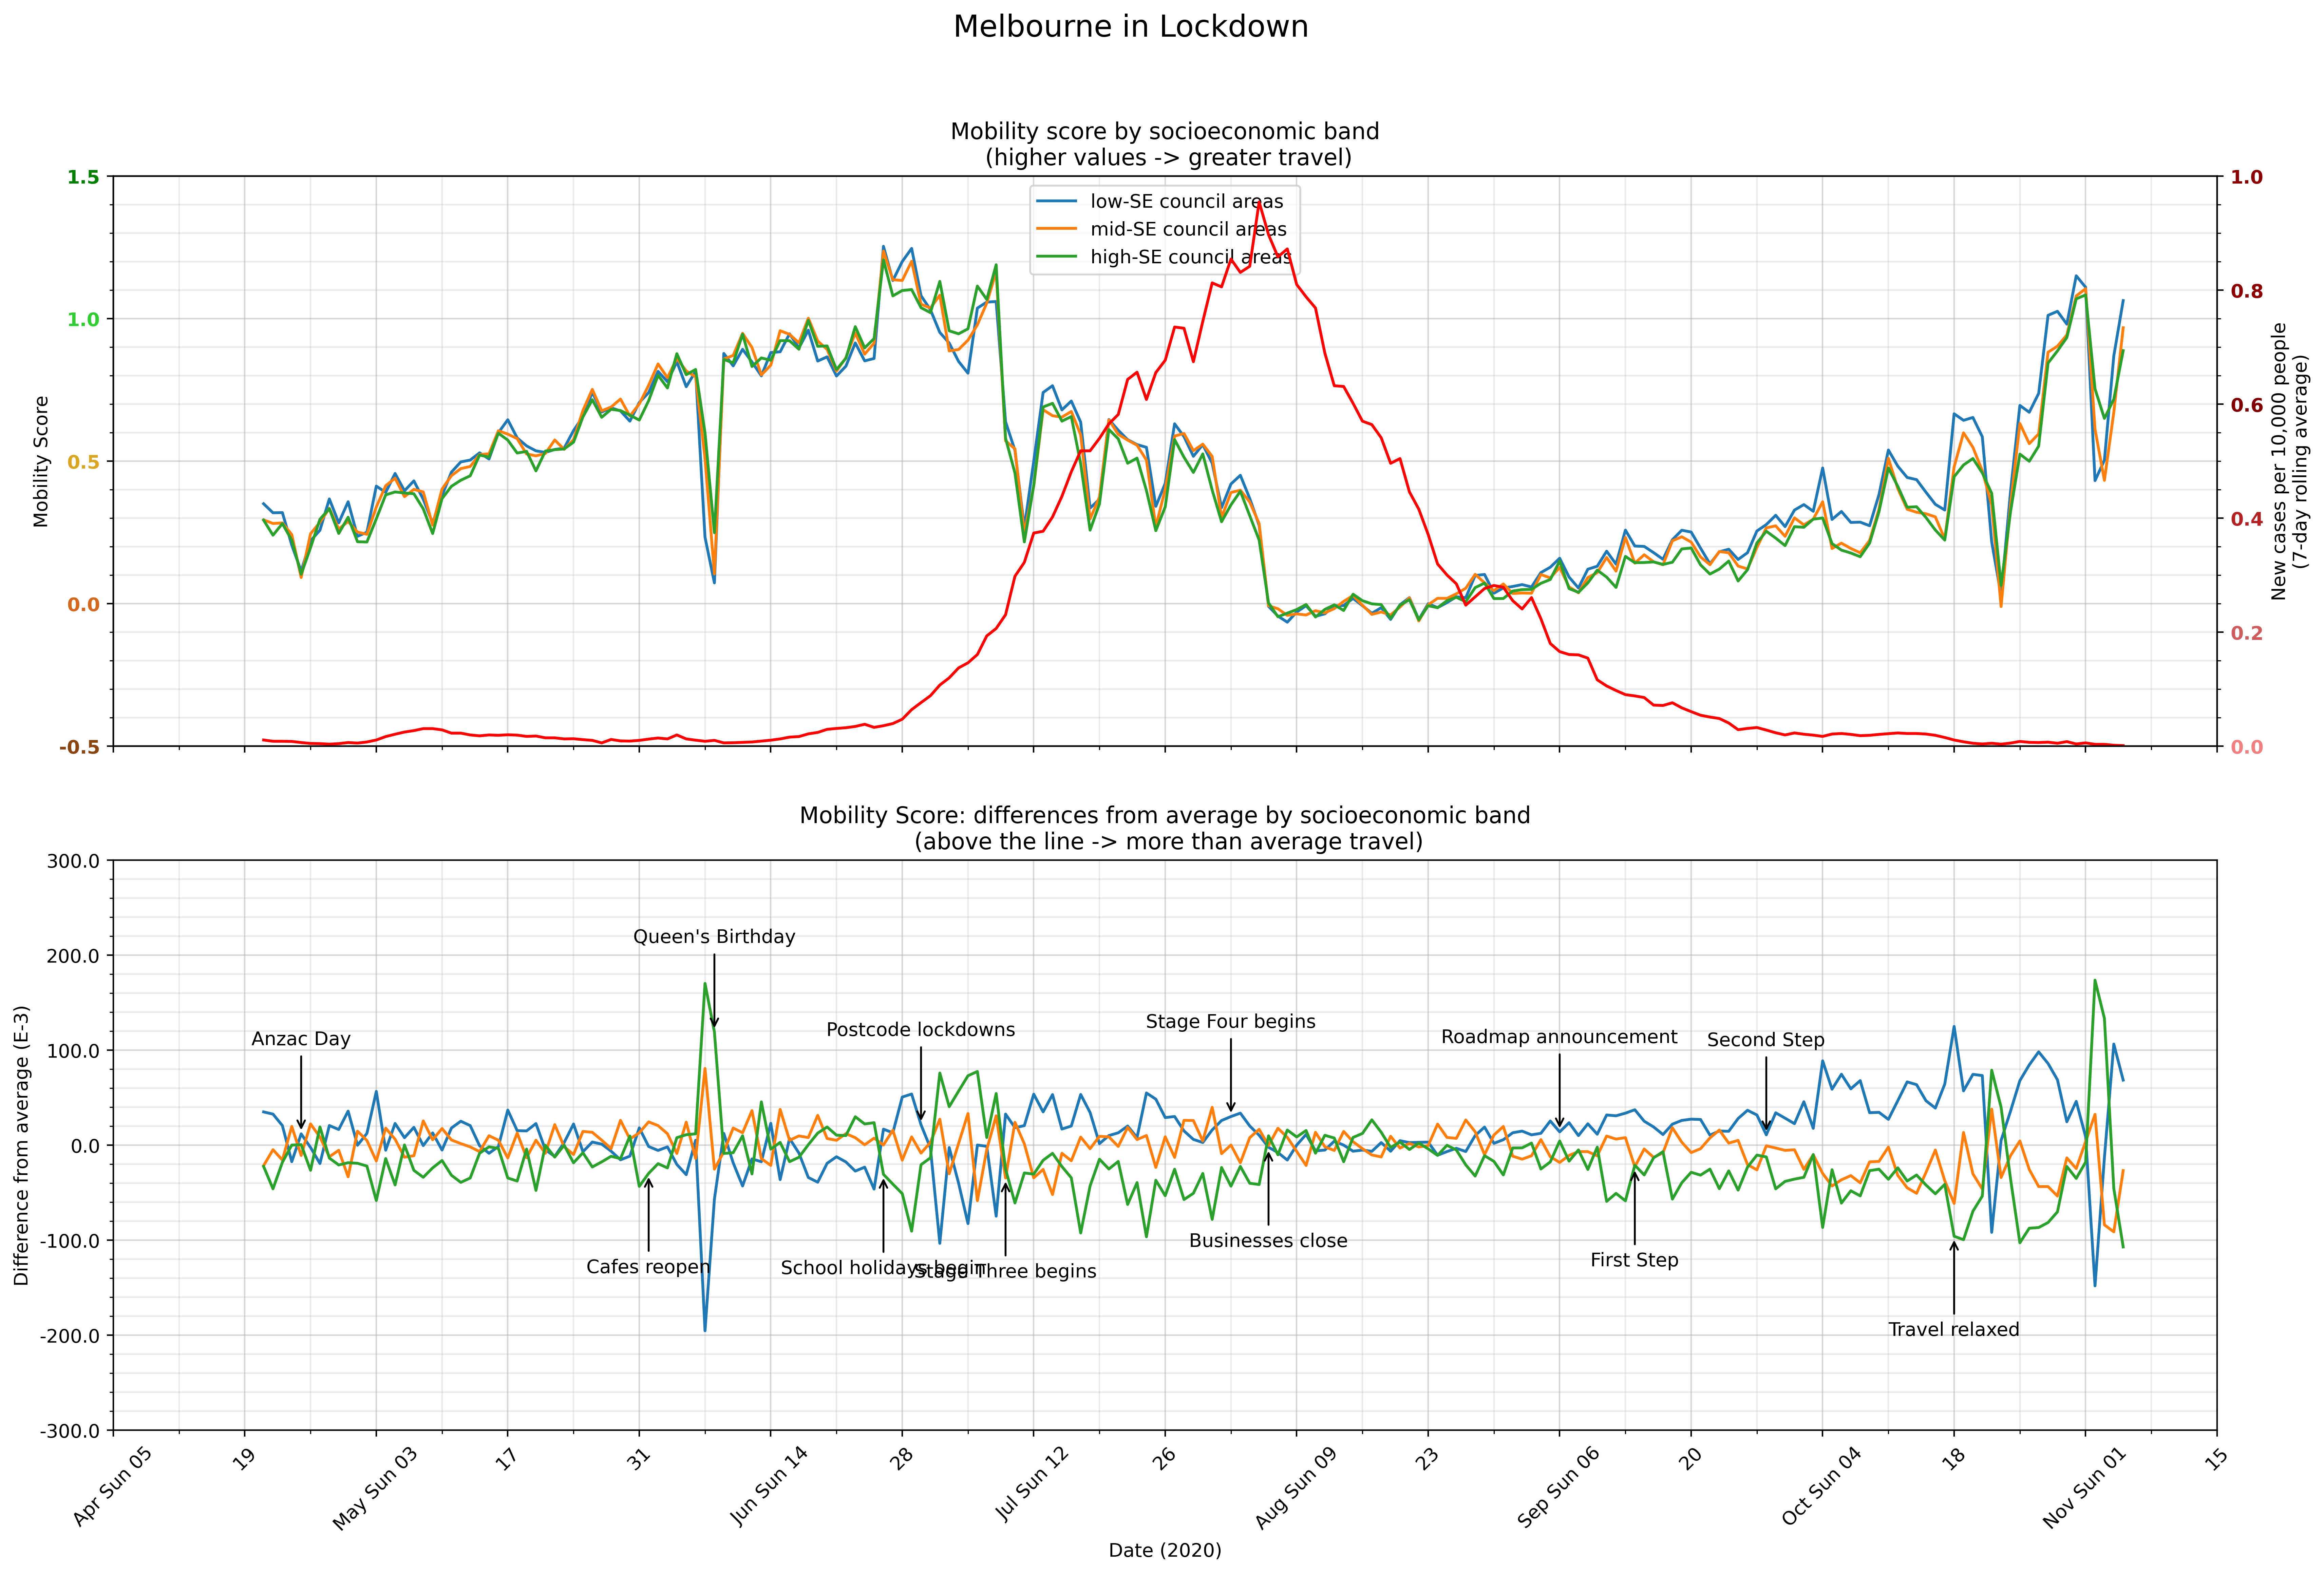 Melbourne in Lockdown
Mobility score by socioeconomic band
(higher values -> greater travel)
1.5
1.0
0.5
0.0
-0.5
Mobility Score
low-SE council areas
mid-SE council areas
high-SE council areas
1.0
0.8
0.6
0.4
0.2
0.0
New cases per 10,000 people
(7-day rolling average)
Mobility Score: differences from average by socioeconomic band
(above the line -> more than average travel)
300.0
200.0
100.0
0.0
-100.0
-200.0
-300.0
Difference from average (E-3)
Queen's Birthday
Anzac Day
Postcode lockdowns
Stage Four begins
Roadmap announcement
Second Step
Cafes reopen
School holidays begin
Stage Three begins
Businesses close
First Step
Travel relaxed
Apr Sun 05
19
May Sun 03
17
31
Jun Sun 14
28
Jul Sun 12
26
Aug Sun 09
23
Sep Sun 06
20
Oct Sun 04
18
Nov Sun 01
15
Date (2020)